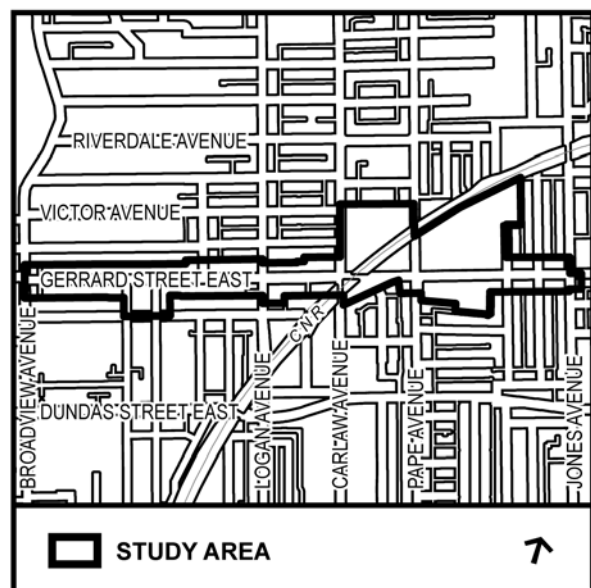 RIVERDALE AVENUE
VICTOR AVENUE
GERRARD STREET EAST
CNR
DUNDAS STREET EAST
BROADVIEW AVENUE
LOGAN AVENUE
CARLAW AVENUE
PAPE AVENUE
JONES AVENUE
STUDY AREA